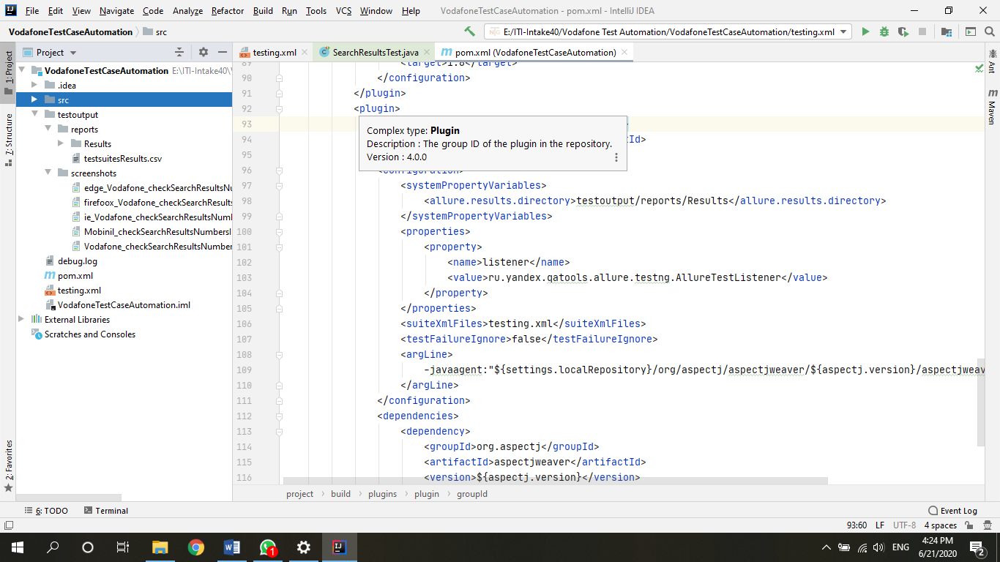 File Edit View Navigate Code Analyze Refactor Build Run Tools VCS Window Help VodafoneTestCaseAutomation - pom.xml - IntelliJ IDEA
VodafoneTestCaseAutomation src E:/ITI-Intake40/Vodafone Test Automation/VodafoneTestCaseAutomation/testing.xml
Project testing.xml SearchResultsTest.java pom.xml (VodafoneTestCaseAutomation)
1: Project
7: Structure
2: Favorites
Ant
Maven
VodafoneTestCaseAutomation E:\ITI-Intake40\
.idea
src
testoutput
reports
Results
testsuitesResults.csv
screenshots
edge_Vodafone_checkSearchResultsNu
firefoox_Vodafone_checkSearchResults
ie_Vodafone_checkSearchResultsNum
Mobinil_checkSearchResultsNumbersI
Vodafone_checkSearchResultsNumber
debug.log
pom.xml
testing.xml
VodafoneTestCaseAutomation.iml
External Libraries
Scratches and Consoles
89 <target>1.8</target>
90 </configuration>
91 </plugin>
92 <plugin>
93
94 Id>
95
96 <configuration>
97 <systemPropertyVariables>
98 <allure.results.directory>testoutput/reports/Results</allure.results.directory>
99 </systemPropertyVariables>
100 <properties>
101 <property>
102 <name>listener</name>
103 <value>ru.yandex.qatools.allure.testng.AllureTestListener</value>
104 </property>
105 </properties>
106 <suiteXmlFiles>testing.xml</suiteXmlFiles>
107 <testFailureIgnore>false</testFailureIgnore>
108 <argLine>
109 -javaagent:"${settings.localRepository}/org/aspectj/aspectjweaver/${aspectj.version}/aspectjweav
110 </argLine>
111 </configuration>
112 <dependencies>
113 <dependency>
114 <groupId>org.aspectj</groupId>
115 <artifactId>aspectjweaver</artifactId>
116 <version>${aspectj.version}</version>
Complex type: Plugin
Description : The group ID of the plugin in the repository.
Version : 4.0.0
project build plugins plugin groupId
6: TODO Terminal Event Log
93:60 LF UTF-8 4 spaces
1
ENG
4:24 PM
6/21/2020
2